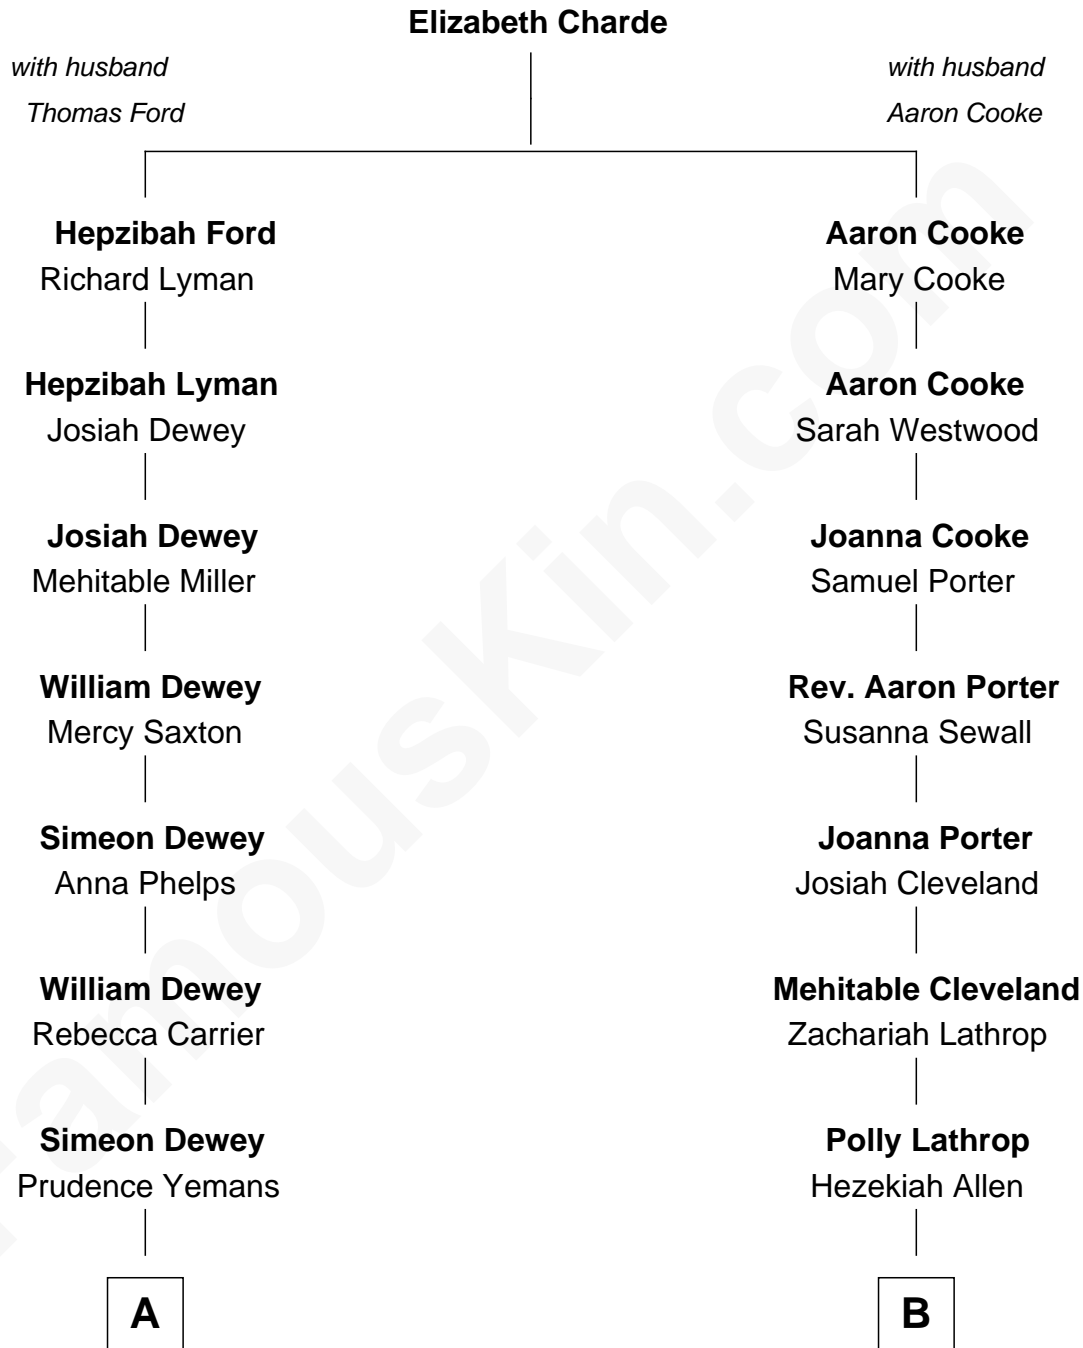 Elizabeth Charde
with husband
Thomas Ford
with husband
Aaron Cooke
Hepzibah Ford
Richard Lyman
Aaron Cooke
Mary Cooke
Hepzibah Lyman
Josiah Dewey
Aaron Cooke
Sarah Westwood
Josiah Dewey
Mehitable Miller
Joanna Cooke
Samuel Porter
William Dewey
Mercy Saxton
Rev. Aaron Porter
Susanna Sewall
Simeon Dewey
Anna Phelps
Joanna Porter
Josiah Cleveland
William Dewey
Rebecca Carrier
Mehitable Cleveland
Zachariah Lathrop
Simeon Dewey
Prudence Yemans
Polly Lathrop
Hezekiah Allen
A
B
FamousKin.com